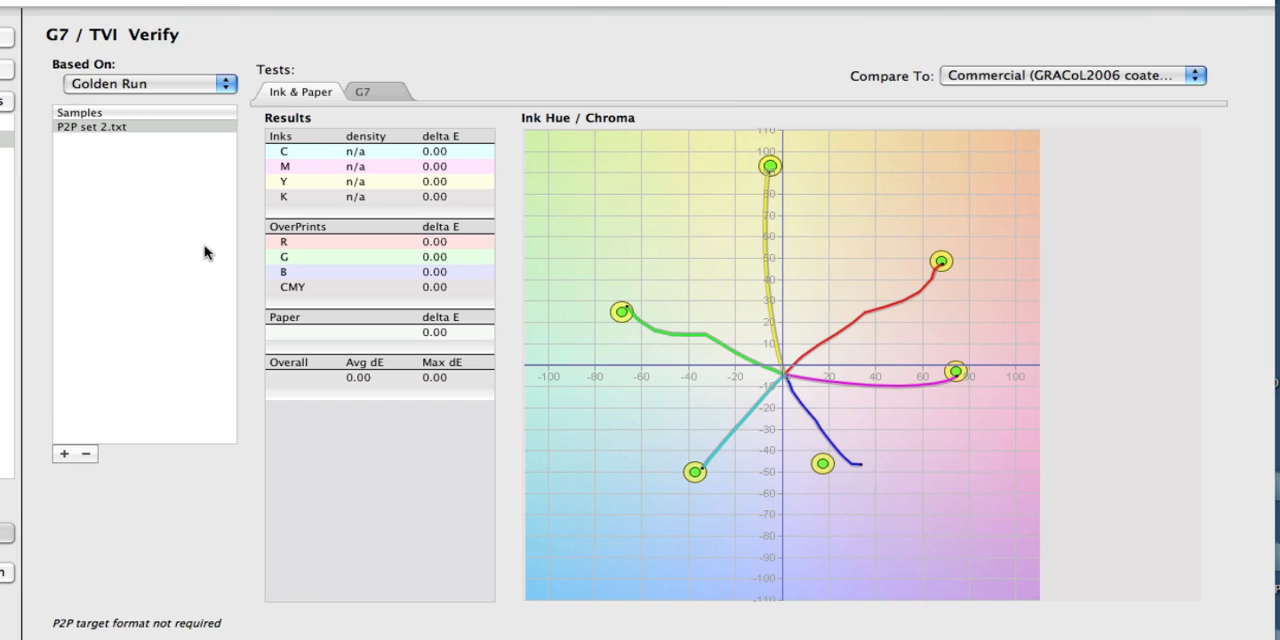 G7 / TVI Verify
Based On:
Golden Run
Samples
P2P set 2.txt
Tests:
Ink & Paper
G7
Compare To: Commercial (GRACoL2006 coate...
Results
Inks density delta E
C n/a 0.00
M n/a 0.00
Y n/a 0.00
K n/a 0.00
OverPrints delta E
R 0.00
G 0.00
B 0.00
CMY 0.00
Paper delta E
0.00
Overall Avg dE Max dE
0.00 0.00
Ink Hue / Chroma
110
100
80
70
60
50
40
30
20
10
-100 -80 -60 -40 -20 20 40 60 80 100
-10
-20
-30
-40
-50
-60
-70
-80
-90
-100
-110
+ −
P2P target format not required